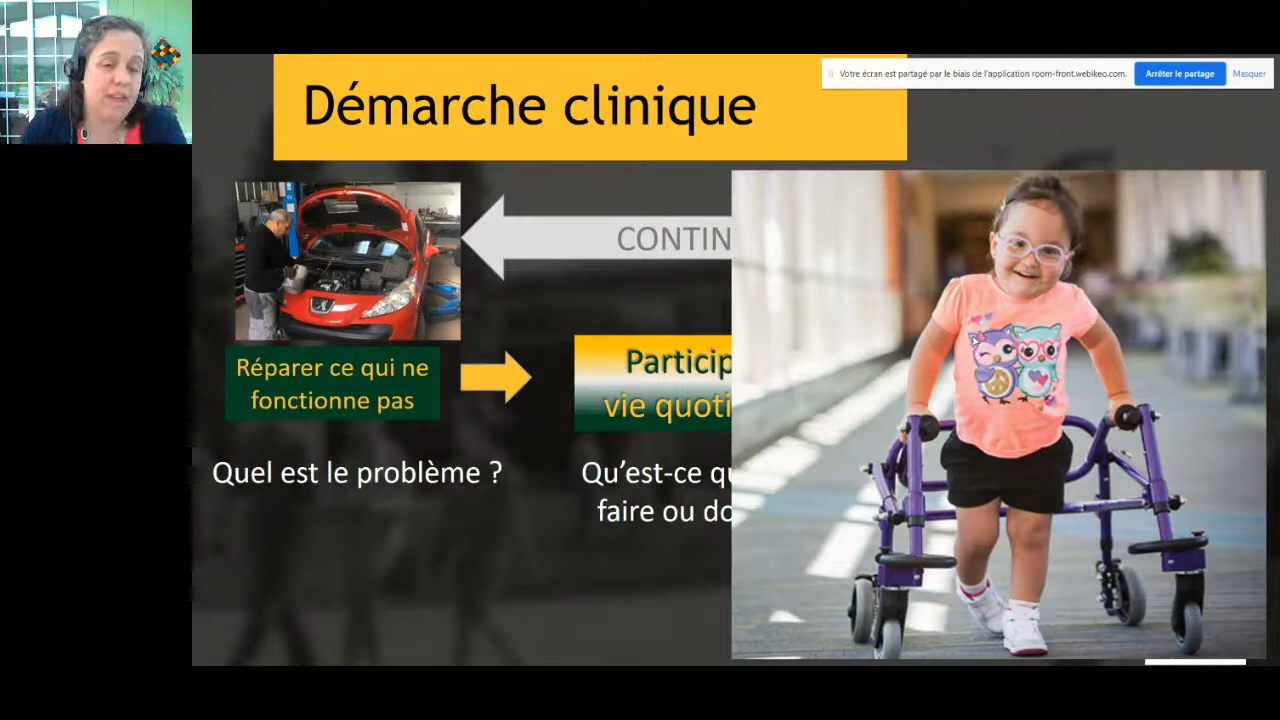 Démarche clinique
Votre écran est partagé par le biais de l'application room-front.webikeo.com.
Arrêter le partage
Masquer
CONTIN
Réparer ce qui ne
fonctionne pas
Particip
vie quoti
Quel est le problème ?
Qu'est-ce qu
faire ou do